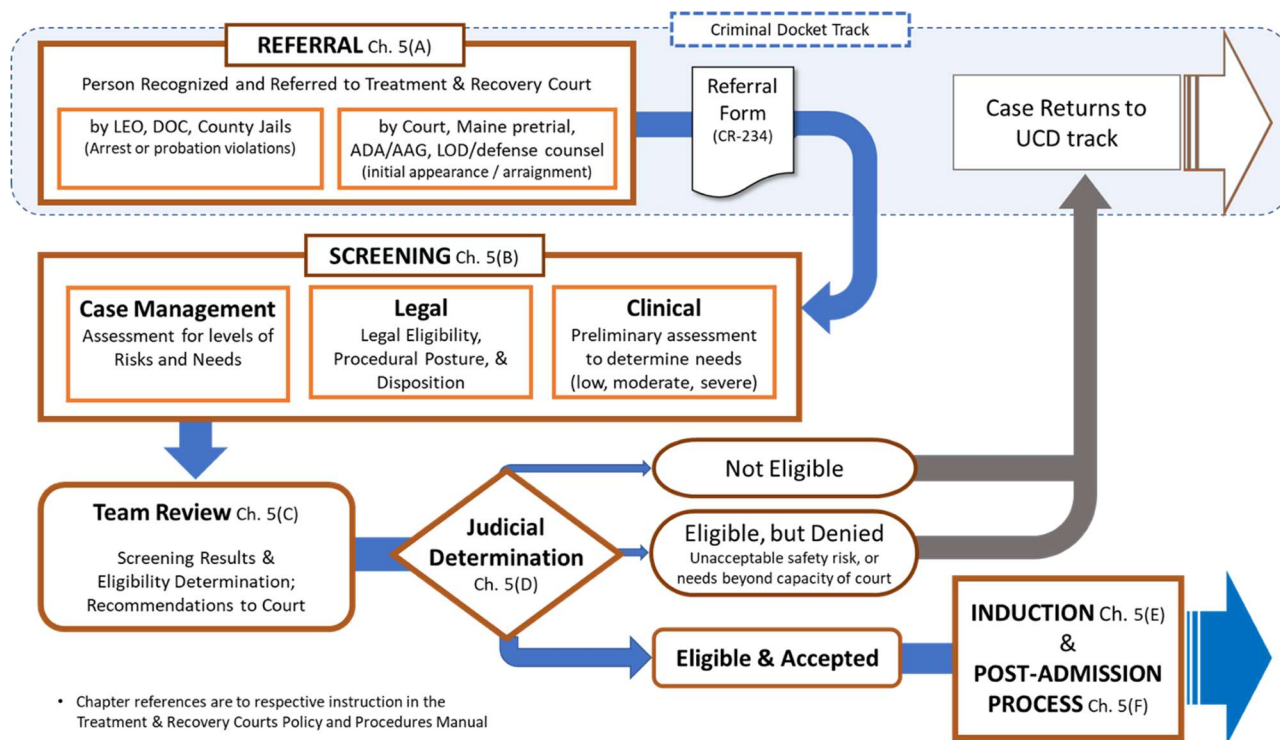 Criminal Docket Track
REFERRAL Ch. 5(A)
Person Recognized and Referred to Treatment & Recovery Court
by LEO, DOC, County Jails
(Arrest or probation violations)
by Court, Maine pretrial,
ADA/AAG, LOD/defense counsel
(initial appearance / arraignment)
Referral
Form
(CR-234)
Case Returns to
UCD track
SCREENING Ch. 5(B)
Case Management
Assessment for levels of
Risks and Needs
Legal
Legal Eligibility,
Procedural Posture, &
Disposition
Clinical
Preliminary assessment
to determine needs
(low, moderate, severe)
Team Review Ch. 5(C)
Screening Results &
Eligibility Determination;
Recommendations to Court
Judicial
Determination
Ch. 5(D)
Not Eligible
Eligible, but Denied
Unacceptable safety risk, or
needs beyond capacity of court
Eligible & Accepted
INDUCTION Ch. 5(E)
&
POST-ADMISSION
PROCESS Ch. 5(F)
• Chapter references are to respective instruction in the
Treatment & Recovery Courts Policy and Procedures Manual